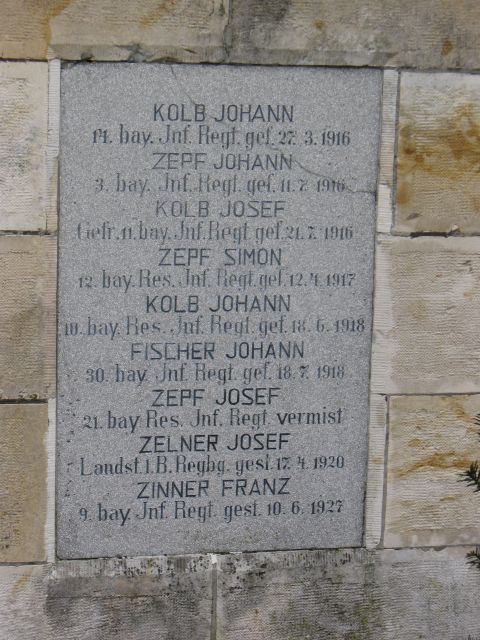 KOLB JOHANN
14. bay. Jnf. Regt. gef. 27. 3. 1916
ZEPF JOHANN
3. bay. Jnf. Regt. gef. 11. 7. 1916
KOLB JOSEF
Gefr. 11. bay. Jnf. Regt. gef. 21. 7. 1916
ZEPF SIMON
12. bay. Res. Jnf. Regt. gef. 12. 4. 1917
KOLB JOHANN
10. bay. Res. Jnf. Regt. gef. 18. 6. 1918
FISCHER JOHANN
30. bay. Jnf. Regt. gef. 18. 7. 1918
ZEPF JOSEF
21. bay Res. Jnf. Regt. vermist
ZELNER JOSEF
Landst. I. B. Regbg. gest. 17. 4. 1920
ZINNER FRANZ
9. bay. Jnf. Regt. gest. 10. 6. 1927